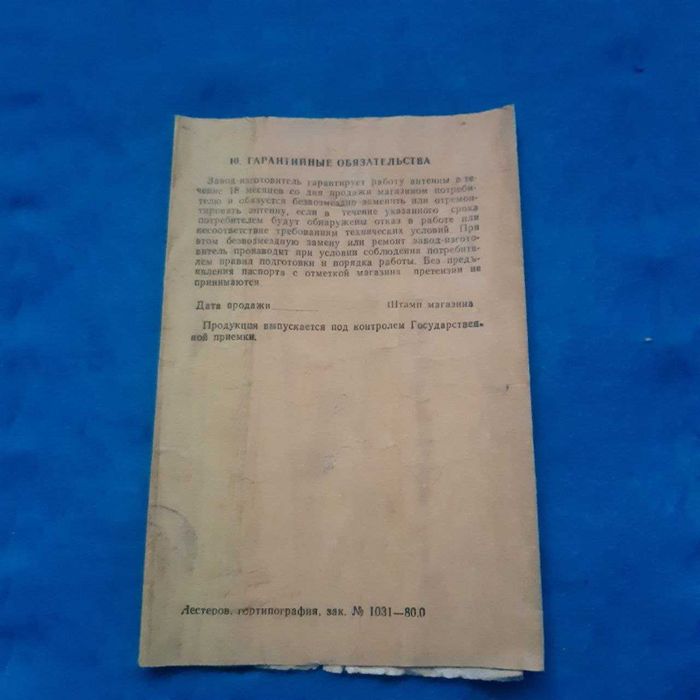 10. ГАРАНТИЙНЫЕ ОБЯЗАТЕЛЬСТВА
Завод-изготовитель гарантирует работу антенны в те-
чение 18 месяцев со дня продажи магазином потреби-
телю и обязуется безвозмездно заменить или отремон-
тировать антенну, если в течение указанного срока
потребителем будут обнаружены отказ в работе или
несоответствие требованиям технических условий. При
этом безвозмездную замену или ремонт завод-изгото-
витель производит при условии соблюдения потребите-
лем правил подготовки и порядка работы. Без предъ-
явления паспорта с отметкой магазина претензии не
принимаются
Дата продажи________ Штамп магазина
Продукция выпускается под контролем Государствен-
ной приемки.
Нестеров. гортипография, зак. № 1031—80.0